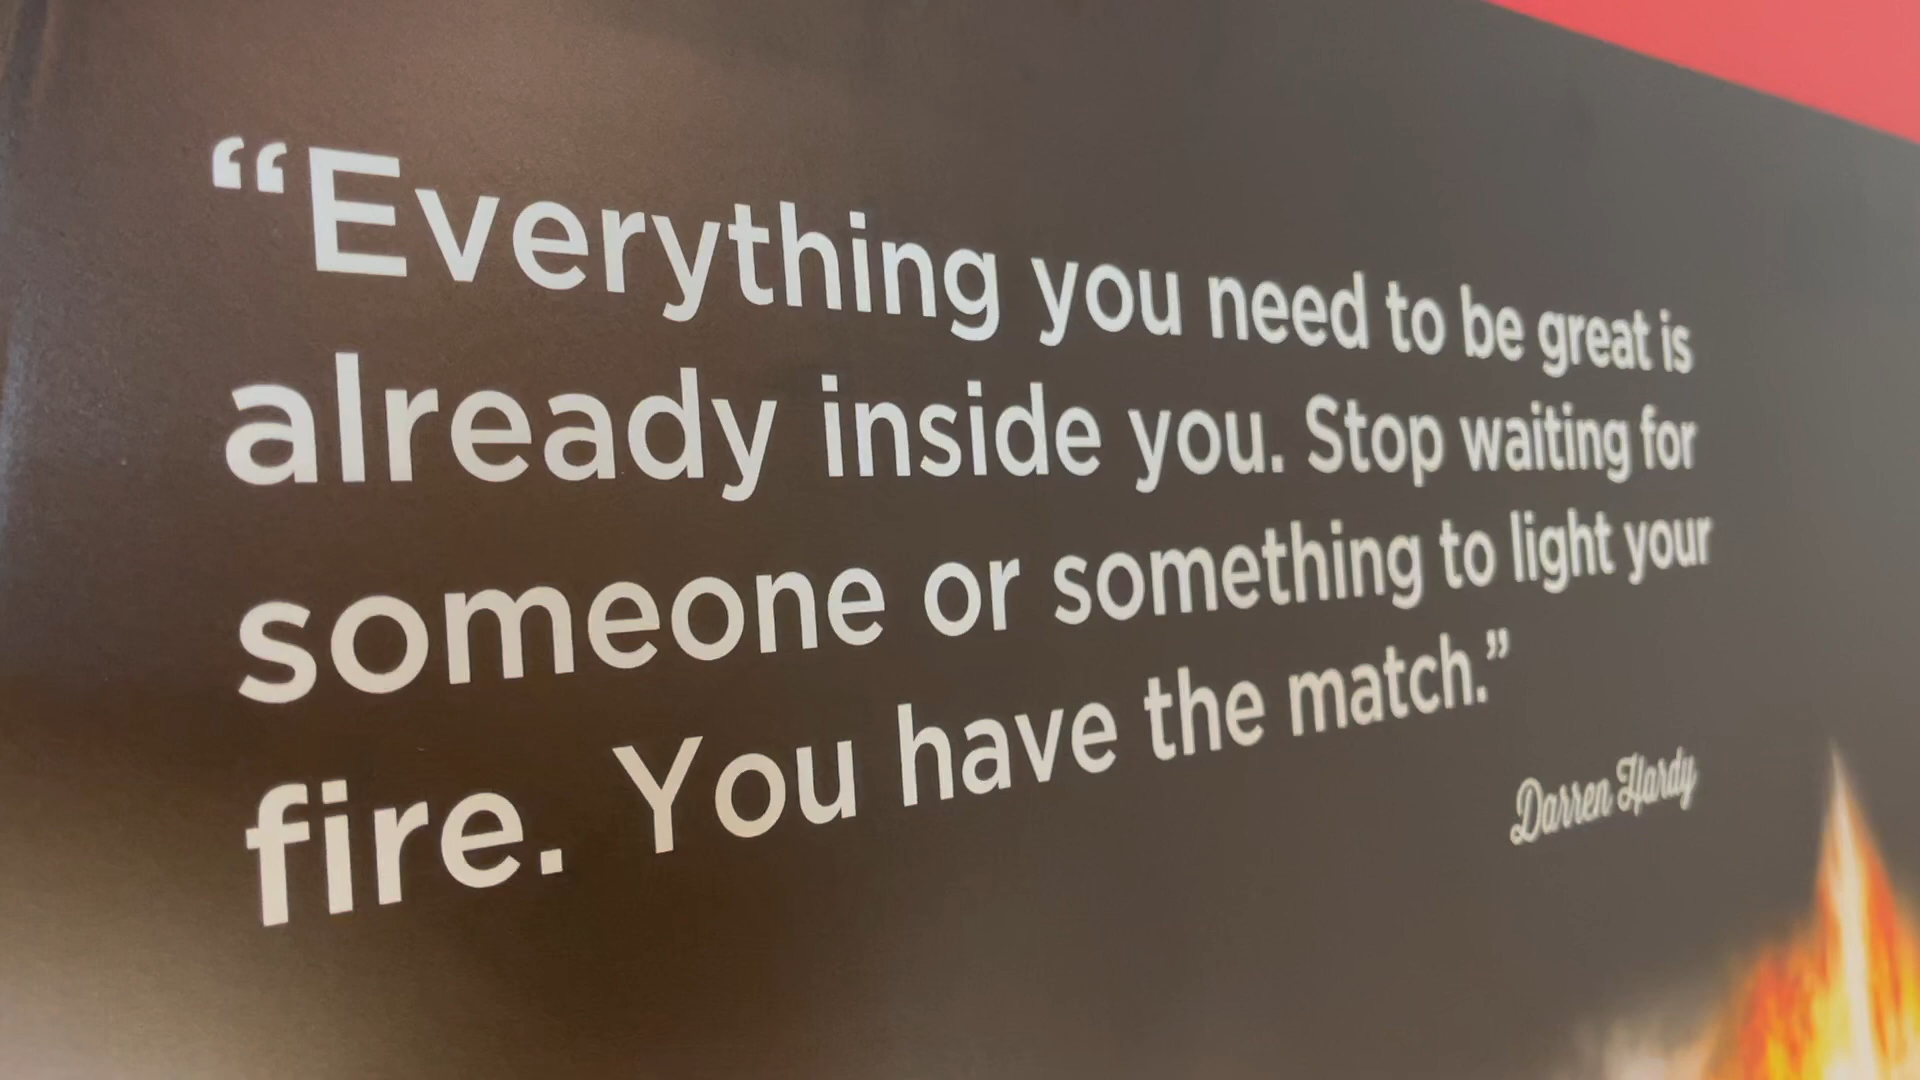 “Everything you need to be great is
already inside you. Stop waiting for
someone or something to light your
fire. You have the match.”
Darren Hardy